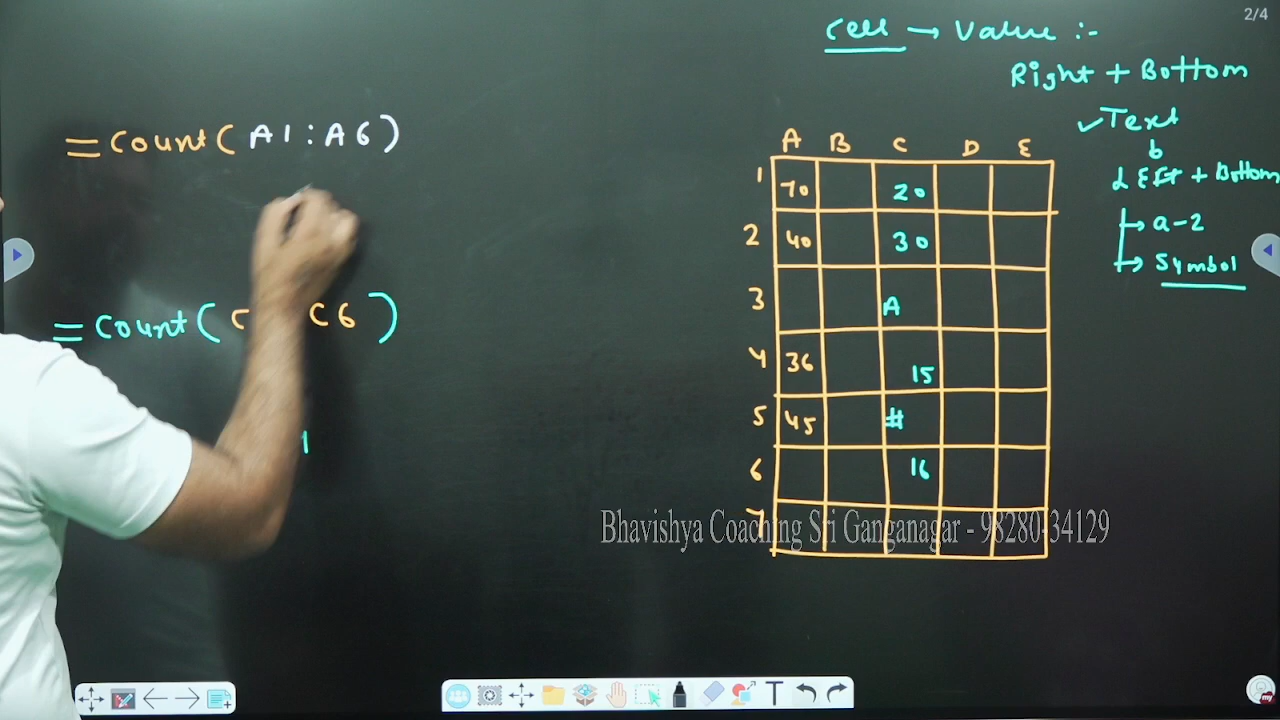 2/4
Cell → Value :-
Right + Bottom
✓Text
= Count( A1:A6)
LEFT + Bottom
→ a-z
→ Symbol
= Count( C6 )
A B C D E
1 70 20
2 40 30
3 A
4 36 15
5 45 #
6 16
7
Bhavishya Coaching Sri Ganganagar - 98280-34129
T
my